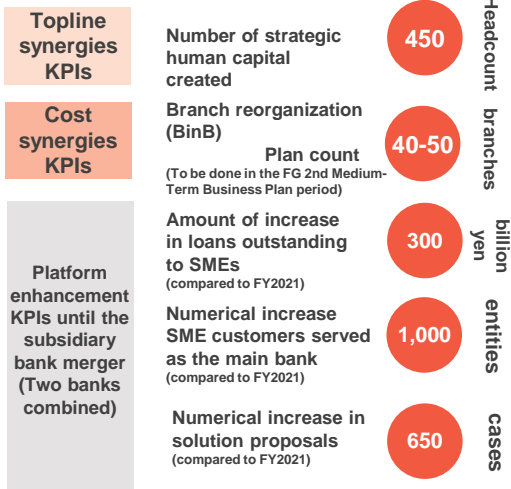 Topline
synergies
KPIs
Number of strategic
human capital
created
450
Headcount
Cost
synergies
KPIs
Branch reorganization
(BinB)
Plan count
(To be done in the FG 2nd Medium-
Term Business Plan period)
40-50
branches
Platform
enhancement
KPIs until the
subsidiary
bank merger
(Two banks
combined)
Amount of increase
in loans outstanding
to SMEs
(compared to FY2021)
300
billion
yen
Numerical increase
SME customers served
as the main bank
(compared to FY2021)
1,000
entities
Numerical increase in
solution proposals
(compared to FY2021)
650
cases